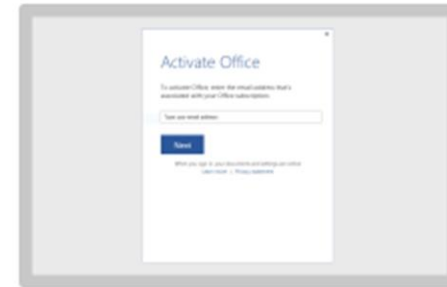 Activate Office
To activate Office, enter the email address that's
associated with your Office subscription.
Type your email address
Next
When you sign in, your documents and settings are online
Learn more | Privacy statement